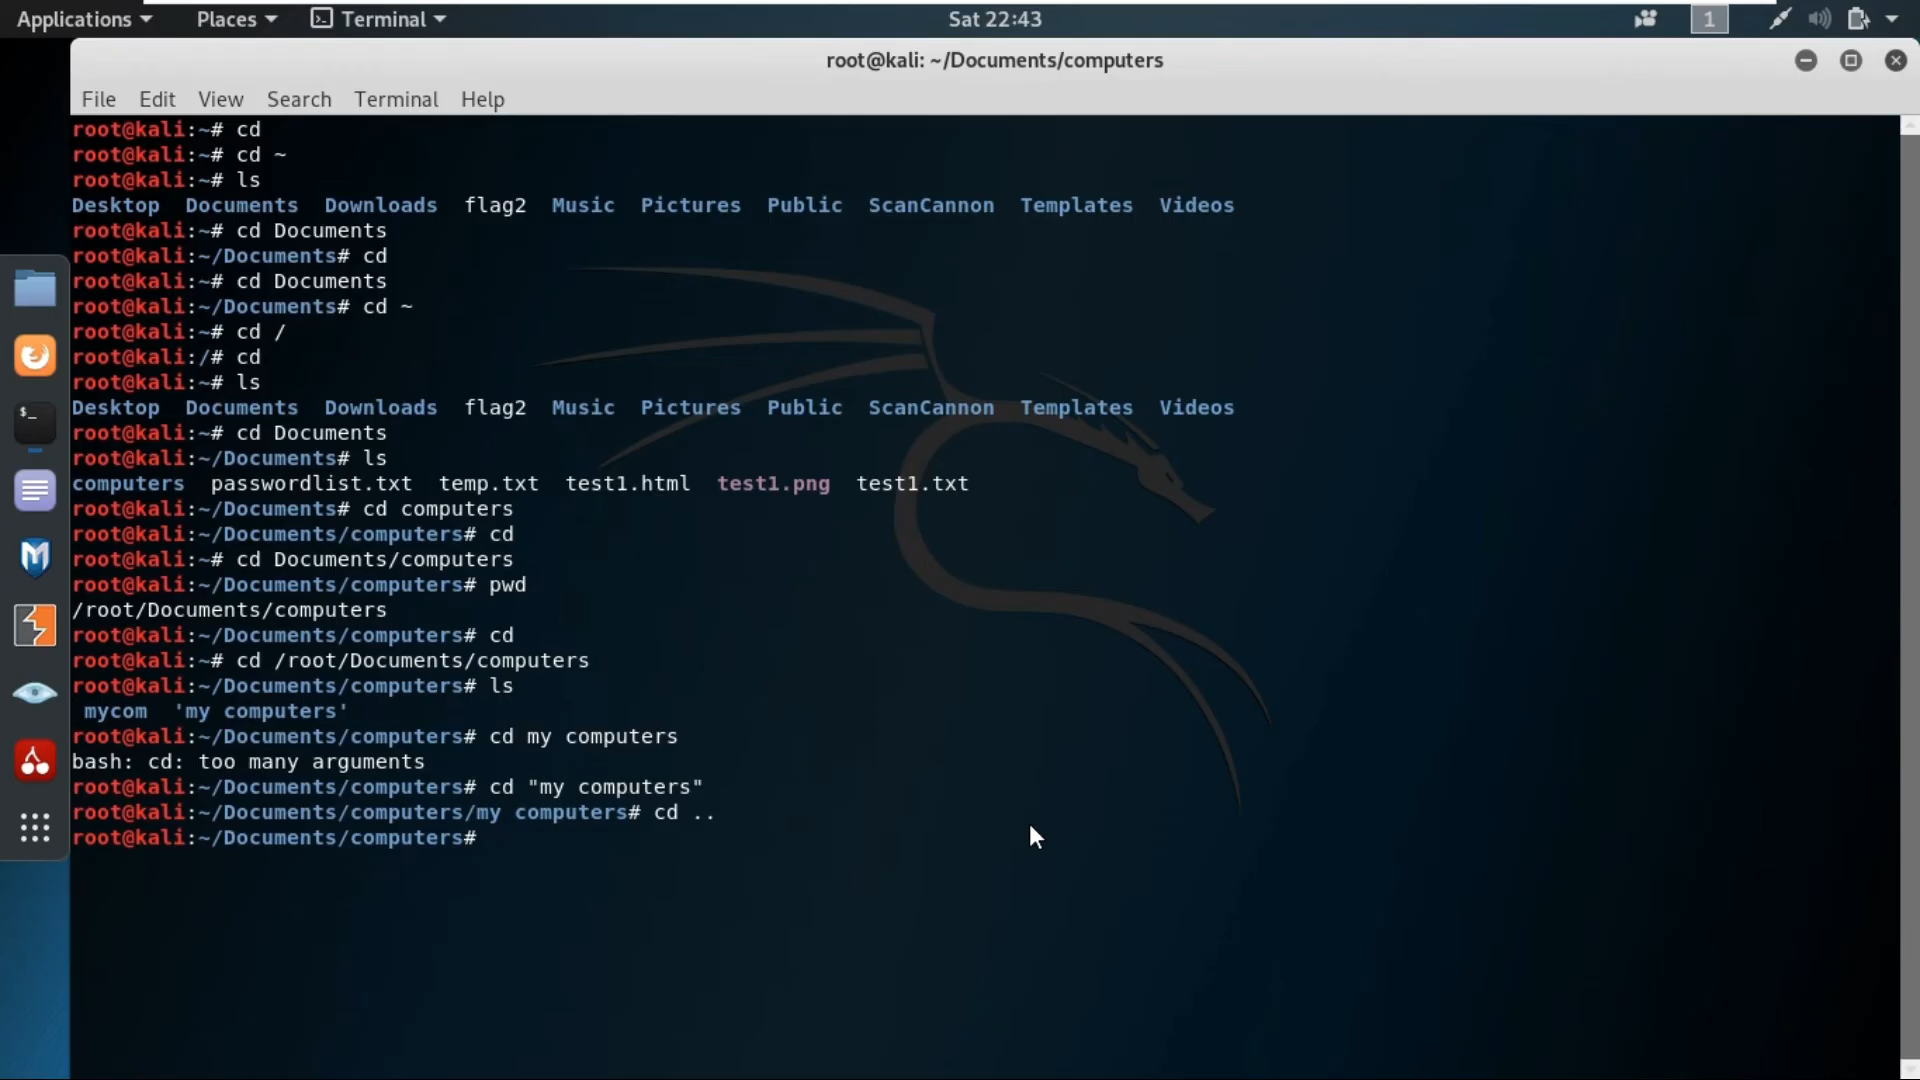 Applications Places Terminal Sat 22:43 1
root@kali: ~/Documents/computers
File Edit View Search Terminal Help
root@kali:~# cd
root@kali:~# cd ~
root@kali:~# ls
Desktop Documents Downloads flag2 Music Pictures Public ScanCannon Templates Videos
root@kali:~# cd Documents
root@kali:~/Documents# cd
root@kali:~# cd Documents
root@kali:~/Documents# cd ~
root@kali:~# cd /
root@kali:/# cd
root@kali:~# ls
Desktop Documents Downloads flag2 Music Pictures Public ScanCannon Templates Videos
root@kali:~# cd Documents
root@kali:~/Documents# ls
computers passwordlist.txt temp.txt test1.html test1.png test1.txt
root@kali:~/Documents# cd computers
root@kali:~/Documents/computers# cd
root@kali:~# cd Documents/computers
root@kali:~/Documents/computers# pwd
/root/Documents/computers
root@kali:~/Documents/computers# cd
root@kali:~# cd /root/Documents/computers
root@kali:~/Documents/computers# ls
mycom 'my computers'
root@kali:~/Documents/computers# cd my computers
bash: cd: too many arguments
root@kali:~/Documents/computers# cd "my computers"
root@kali:~/Documents/computers/my computers# cd ..
root@kali:~/Documents/computers#